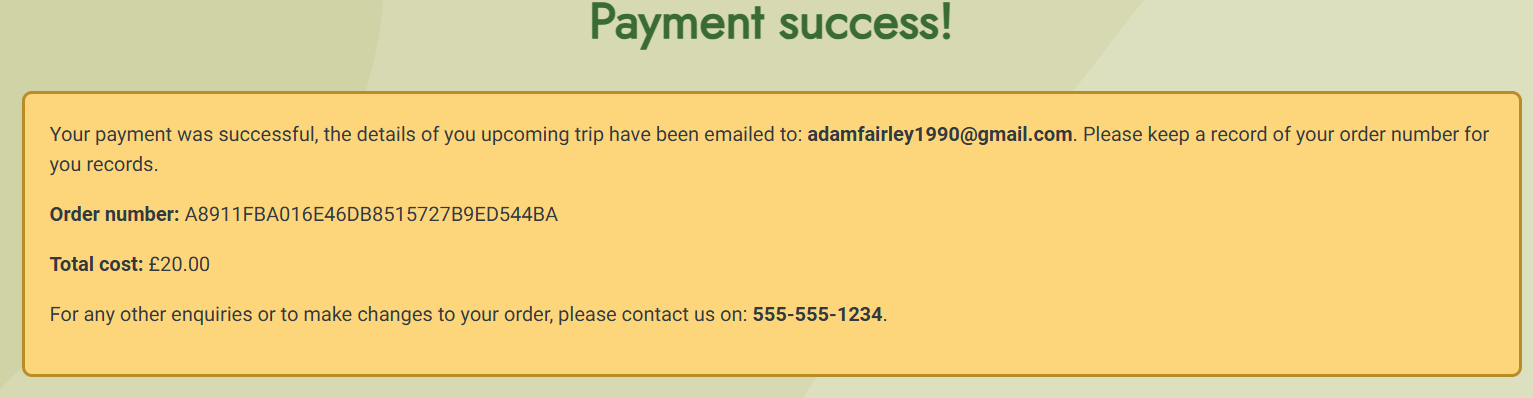 Payment success!
Your payment was successful, the details of you upcoming trip have been emailed to: adamfairley1990@gmail.com. Please keep a record of your order number for
you records.
Order number: A8911FBA016E46DB8515727B9ED544BA
Total cost: £20.00
For any other enquiries or to make changes to your order, please contact us on: 555-555-1234.